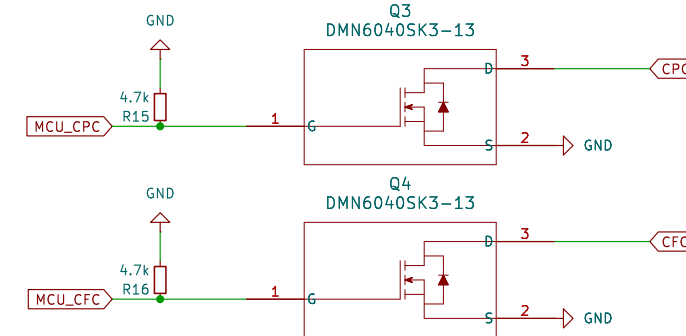 Q3
DMN6040SK3-13
GND
4.7k
R15
MCU_CPC
1
G
D
3
CPC
S
2
GND
Q4
DMN6040SK3-13
GND
4.7k
R16
MCU_CFC
1
G
D
3
CFC
S
2
GND